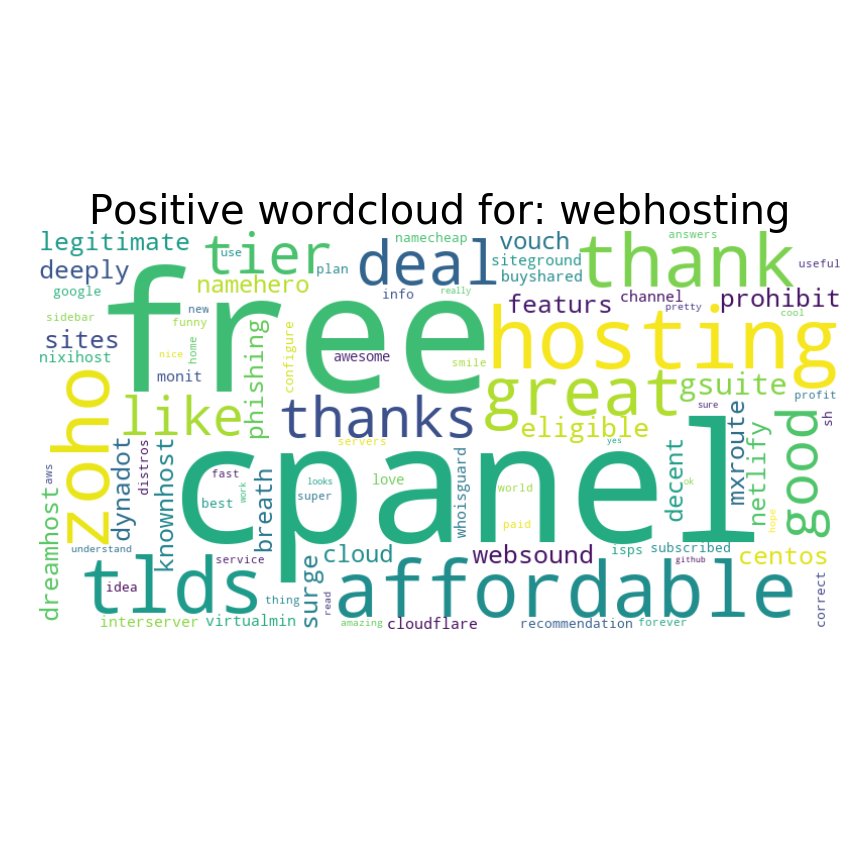 Positive wordcloud for: webhosting
legitimate
tier
use
deal
namecheap
vouch
thank
answers
deeply
plan
siteground
useful
google
namehero
free
info
really
buyshared
featurs
channel
pretty
prohibit
cool
sidebar
new
funny
hosting
sites
nixihost
nice
home
phishing
configure
awesome
smile
great
gsuite
profit
monit
zoho
like
thanks
eligible
sure
sh
good
cpanel
servers
yes
decent
mxroute
netlify
aws
dreamhost
dynadot
distros
knownhost
fast
work
best
breath
looks
super
love
whoisguard
world
paid
ok
hope
understand
tlds
service
cloud
websound
isps
subscribed
github
centos
idea
thing
surge
read
affordable
correct
interserver
virtualmin
amazing
cloudflare
recommendation
forever